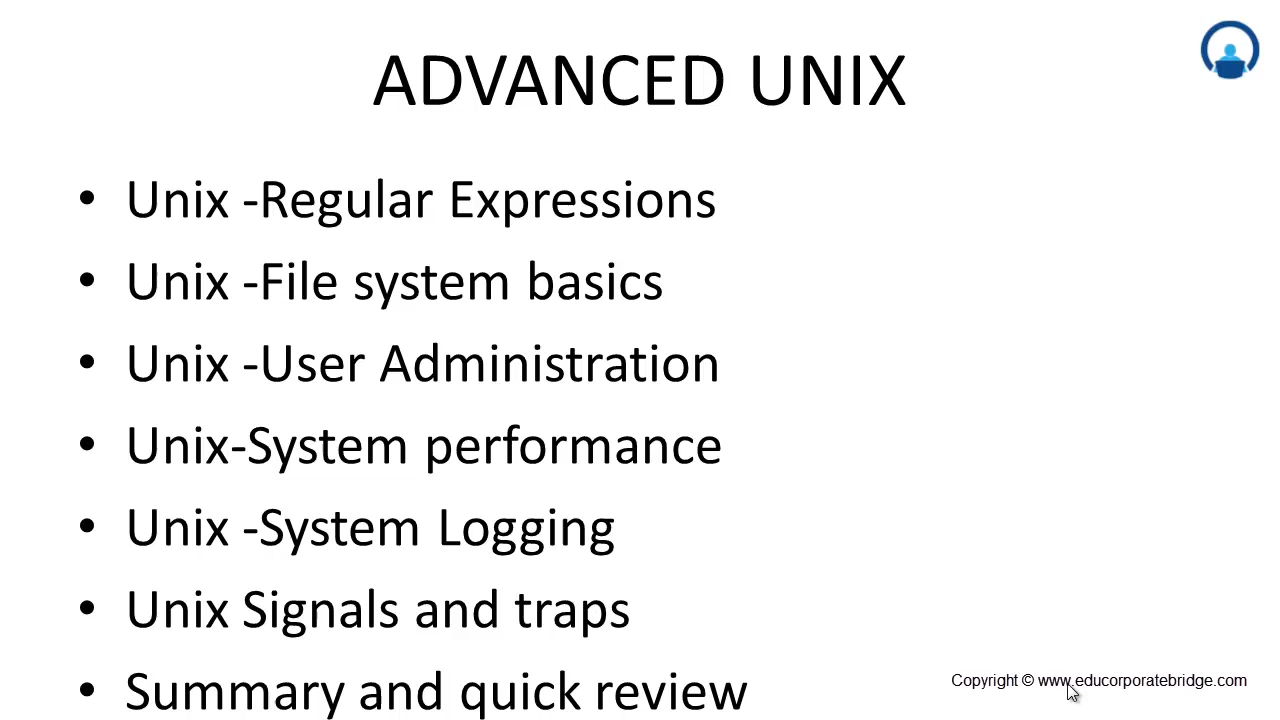 ADVANCED UNIX
• Unix -Regular Expressions
• Unix -File system basics
• Unix -User Administration
• Unix-System performance
• Unix -System Logging
• Unix Signals and traps
• Summary and quick review
Copyright © www.educorporatebridge.com